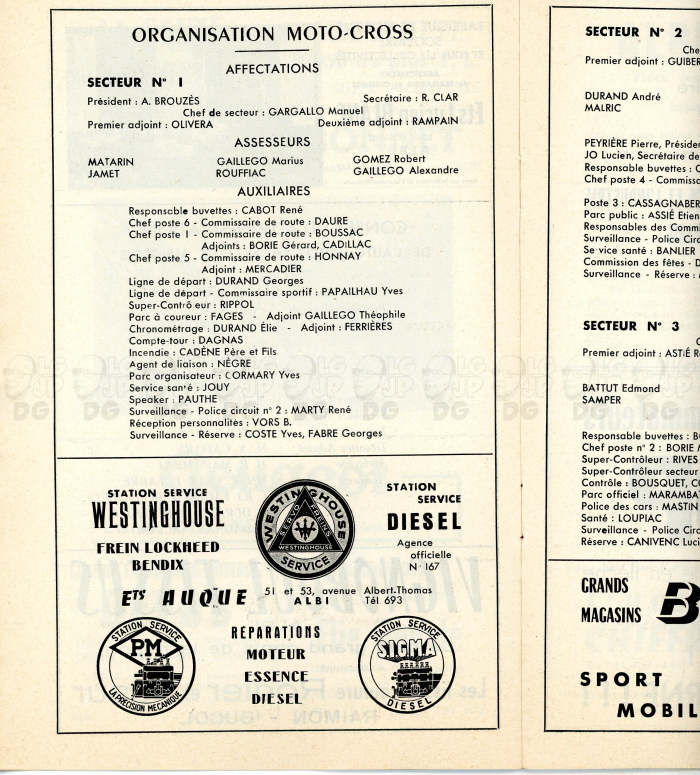 ORGANISATION MOTO-CROSS
AFFECTATIONS
SECTEUR N° I
Président : A. BROUZÈS Secrétaire : R. CLAR
Chef de secteur : GARGALLO Manuel
Premier adjoint : OLIVERA Deuxième adjoint : RAMPAIN
ASSESSEURS
MATARIN GAILLEGO Marius GOMEZ Robert
JAMET ROUFFIAC GAILLEGO Alexandre
AUXILIAIRES
Responsable buvettes : CABOT René
Chef poste 6 - Commissaire de route : DAURE
Chef poste I - Commissaire de route : BOUSSAC
Adjoints : BORIE Gérard, CADILLAC
Chef poste 5 - Commissaire de route : HONNAY
Adjoint : MERCADIER
Ligne de départ : DURAND Georges
Ligne de départ - Commissaire sportif : PAPAILHAU Yves
Super-Contrô eur : RIPPOL
Parc à coureur : FAGES - Adjoint GAILLEGO Théophile
Chronométrage : DURAND Élie - Adjoint : FERRIÈRES
Compte-tour : DAGNAS
Incendie : CADÈNE Père et Fils
Agent de liaison : NÈGRE
Parc organisateur : CORMARY Yves
Service santé : JOUY
Speaker : PAUTHE
Surveillance - Police circuit n° 2 : MARTY René
Réception personnalités : VORS B.
Surveillance - Réserve : COSTE Yves, FABRE Georges
STATION SERVICE
WESTINGHOUSE
FREIN LOCKHEED
BENDIX
WESTINGHOUSE
SERVO FREINS
WESTINGHOUSE
SERVICE
STATION
SERVICE
DIESEL
Agence
officielle
N° 167
ETS AUQUE 51 et 53, avenue Albert-Thomas
ALBI Tél 693
STATION SERVICE
PM
LA PRECISION MECANIQUE
RÉPARATIONS
MOTEUR
ESSENCE
DIESEL
STATION SERVICE
SIGMA
DIESEL
SECTEUR N° 2
Che
Premier adjoint : GUIBER
DURAND André
MALRIC
PEYRIÈRE Pierre, Présiden
JO Lucien, Secrétaire de
Responsable buvettes : C
Chef poste 4 - Commissa
Poste 3 : CASSAGNABER
Parc public : ASSIÉ Etien
Responsables des Commi
Surveillance - Police Circ
Se vice santé : BANLIER
Commission des fêtes - D
Surveillance - Réserve :
SECTEUR N° 3
C
Premier adjoint : ASTIÉ R
BATTUT Edmond
SAMPER
Responsable buvettes : B
Chef poste n° 2 : BORIE M
Super-Contrôleur : RIVES
Super-Contrôleur secteur
Contrôle : BOUSQUET, CO
Parc officiel : MARAMBA
Police des cars : MASTIN
Santé : LOUPIAC
Surveillance - Police Circ
Réserve : CANIVENC Luci
GRANDS
MAGASINS
B
SPORT
MOBIL